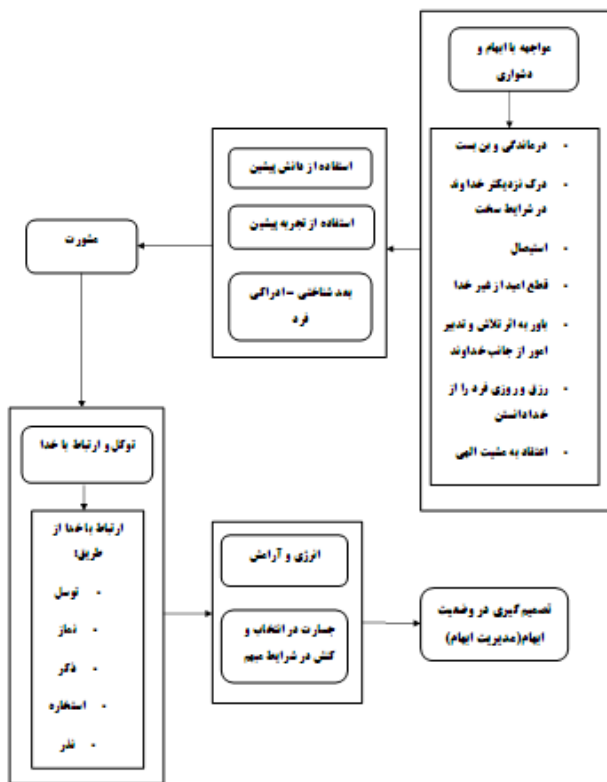 مواجهه با ابهام و
دشواری
- درماندگی و بن بست
- درک نزدیکتر خداوند
در شرایط سخت
- استیصال
- قطع امید از غیر خدا
- باور به اثر تلاش و تدبیر
امور از جانب خداوند
- رزق و روزی فرد را از
خدا دانستن
- اعتقاد به مشیت الهی
استفاده از دانش پیشین
استفاده از تجربه پیشین
بعد شناختی – ادراکی
فرد
مشورت
توکل و ارتباط با خدا
ارتباط با خدا از
طریق:
- توسل
- نماز
- ذکر
- استخاره
- نذر
انرژی و آرامش
جسارت در انتخاب و
کنش در شرایط مبهم
تصمیم گیری در وضعیت
ابهام(مدیریت ابهام)